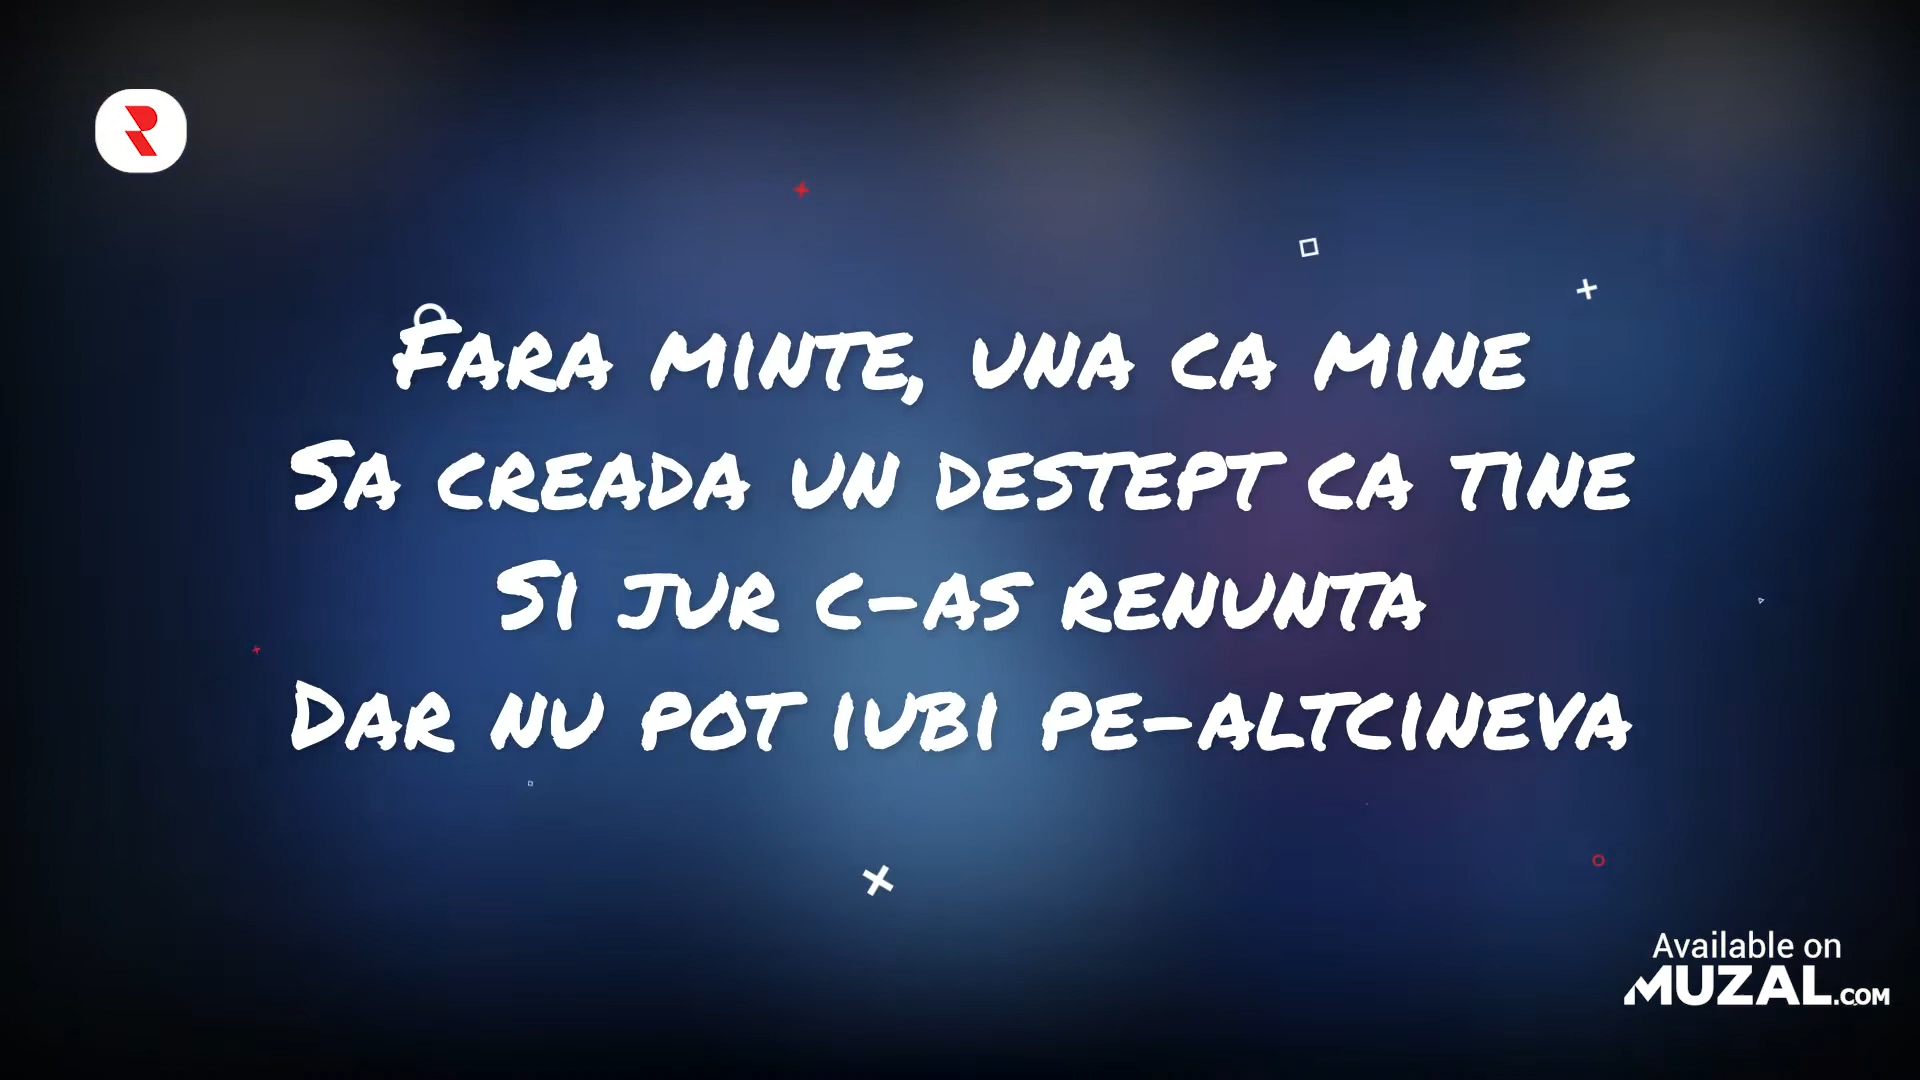 Fara minte, una ca mine
Sa creada un destept ca tine
Si jur c-as renunta
Dar nu pot iubi pe-altcineva
Available on
MUZAL.COM